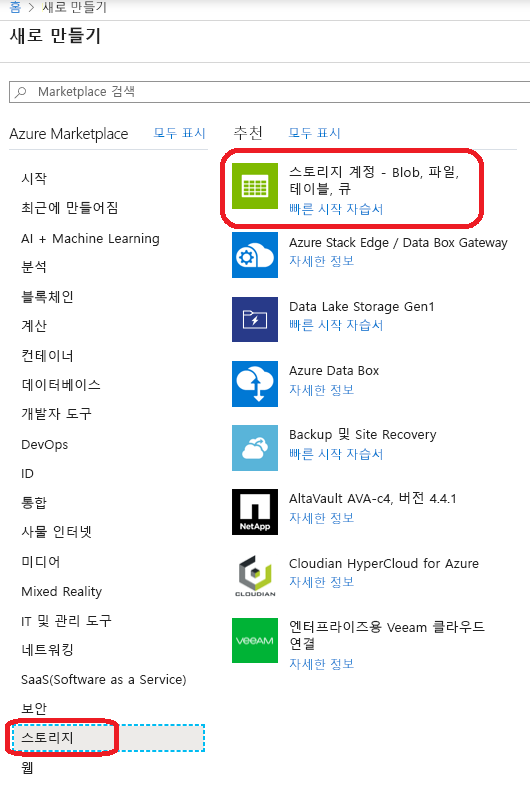 홈 > 새로 만들기
새로 만들기
Marketplace 검색
Azure Marketplace 모두 표시
시작
최근에 만들어짐
AI + Machine Learning
분석
블록체인
계산
컨테이너
데이터베이스
개발자 도구
DevOps
ID
통합
사물 인터넷
미디어
Mixed Reality
IT 및 관리 도구
네트워킹
SaaS(Software as a Service)
보안
스토리지
웹
추천 모두 표시
스토리지 계정 - Blob, 파일,
테이블, 큐
빠른 시작 자습서
Azure Stack Edge / Data Box Gateway
자세한 정보
Data Lake Storage Gen1
빠른 시작 자습서
Azure Data Box
자세한 정보
Backup 및 Site Recovery
빠른 시작 자습서
NetApp
AltaVault AVA-c4, 버전 4.4.1
자세한 정보
CLOUDIAN
Cloudian HyperCloud for Azure
자세한 정보
veeam
엔터프라이즈용 Veeam 클라우드
연결
자세한 정보